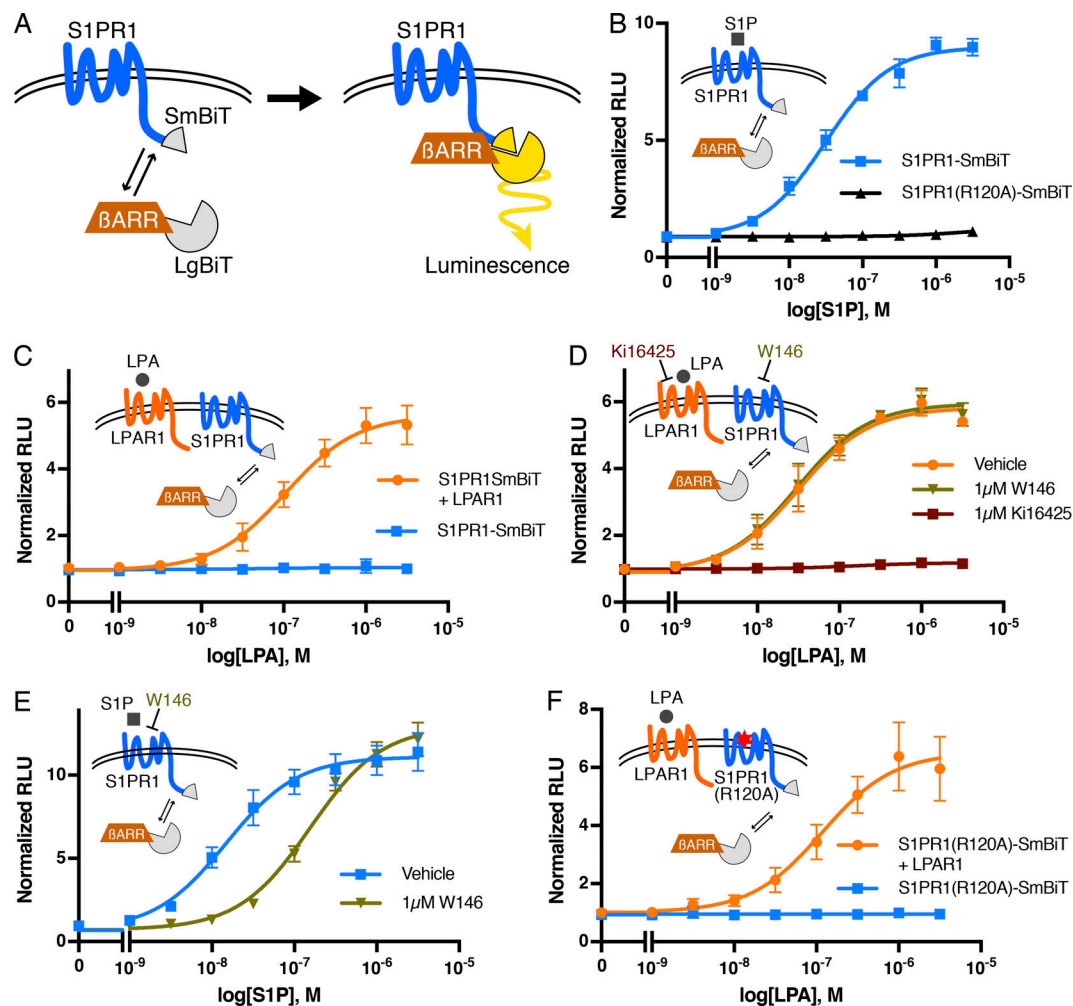 A
S1PR1
SmBiT
ßARR
LgBiT
S1PR1
ßARR
Luminescence
B
Normalized RLU
10
5
0
S1P
S1PR1
ßARR
S1PR1-SmBiT
S1PR1(R120A)-SmBiT
0
10-9
10-8
10-7
10-6
10-5
log[S1P], M
C
Normalized RLU
6
4
2
0
LPA
LPAR1
S1PR1
ßARR
S1PR1SmBiT
+ LPAR1
S1PR1-SmBiT
0
10-9
10-8
10-7
10-6
10-5
log[LPA], M
D
Normalized RLU
6
4
2
0
Ki16425
LPA
W146
LPAR1
S1PR1
ßARR
Vehicle
1µM W146
1µM Ki16425
0
10-9
10-8
10-7
10-6
10-5
log[LPA], M
E
Normalized RLU
10
5
0
S1P
W146
S1PR1
ßARR
Vehicle
1µM W146
0
10-9
10-8
10-7
10-6
10-5
log[S1P], M
F
Normalized RLU
8
6
4
2
0
LPA
LPAR1
S1PR1
(R120A)
ßARR
S1PR1(R120A)-SmBiT
+ LPAR1
S1PR1(R120A)-SmBiT
0
10-9
10-8
10-7
10-6
10-5
log[LPA], M